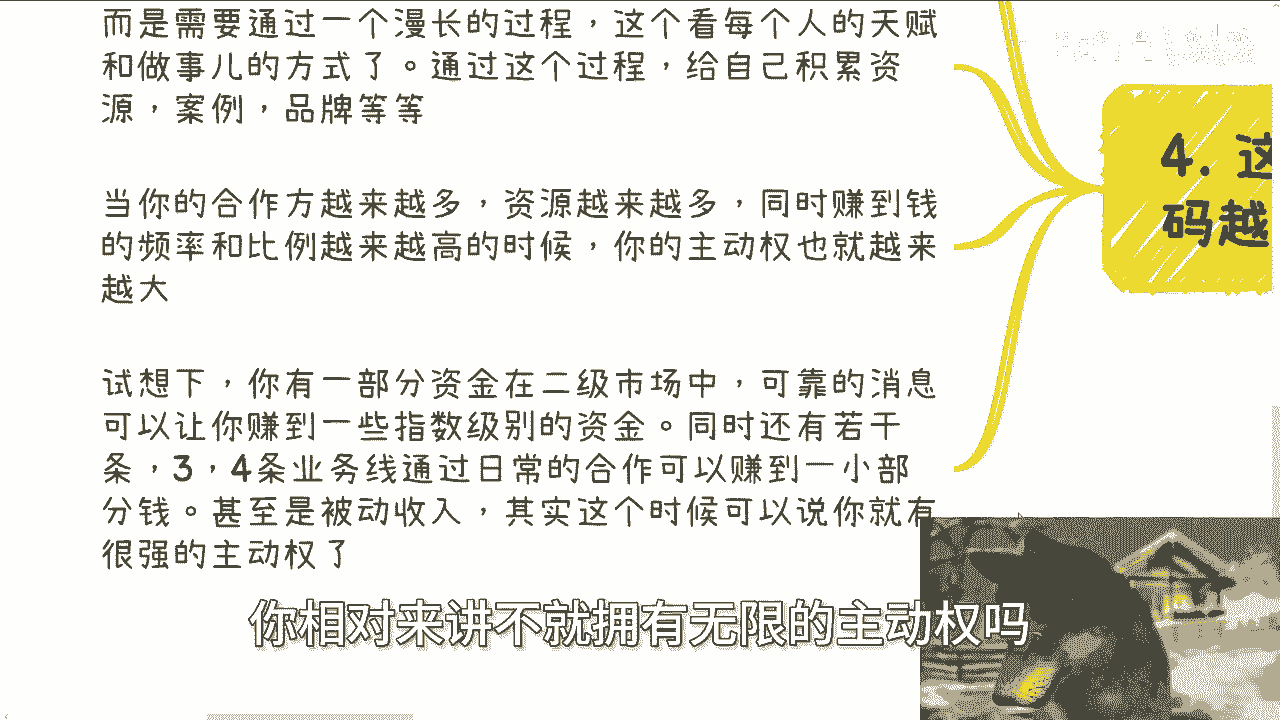 而是需要通过一个漫长的过程，这个看每个人的天赋
和做事儿的方式了。通过这个过程，给自己积累资
源，案例，品牌等等
当你的合作方越来越多，资源越来越多，同时赚到钱
的频率和比例越来越高的时候，你的主动权也就越来
越大
试想下，你有一部分资金在二级市场中，可靠的消息
可以让你赚到一些指数级别的资金。同时还有若干
条，3，4条业务线通过日常的合作可以赚到一小部
分钱。甚至是被动收入，其实这个时候可以说你就有
很强的主动权了
4. 这
码越
你相对来讲不就拥有无限的主动权吗